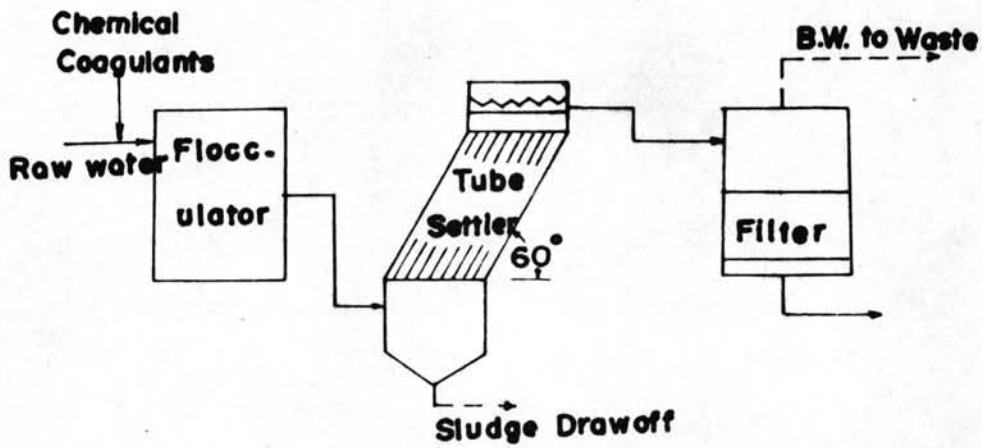 Chemical
Coagulants
Raw water
Flocc-
ulator
Tube
Settler
60°
Sludge Drawoff
B.W. to Waste
Filter